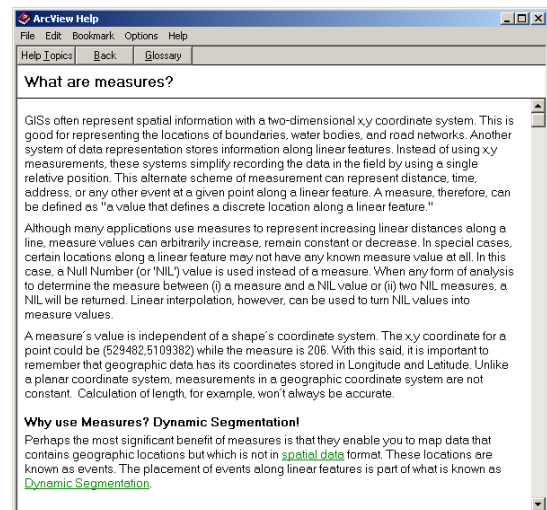 ArcView Help
File Edit Bookmark Options Help
Help Topics Back Glossary
What are measures?
GISs often represent spatial information with a two-dimensional x,y coordinate system. This is
good for representing the locations of boundaries, water bodies, and road networks. Another
system of data representation stores information along linear features. Instead of using x,y
measurements, these systems simplify recording the data in the field by using a single
relative position. This alternate scheme of measurement can represent distance, time,
address, or any other event at a given point along a linear feature. A measure, therefore, can
be defined as "a value that defines a discrete location along a linear feature."
Although many applications use measures to represent increasing linear distances along a
line, measure values can arbitrarily increase, remain constant or decrease. In special cases,
certain locations along a linear feature may not have any known measure value at all. In this
case, a Null Number (or 'NIL') value is used instead of a measure. When any form of analysis
to determine the measure between (i) a measure and a NIL value or (ii) two NIL measures, a
NIL will be returned. Linear interpolation, however, can be used to turn NIL values into
measure values.
A measure´s value is independent of a shape´s coordinate system. The x,y coordinate for a
point could be (529482,5109382) while the measure is 206. With this said, it is important to
remember that geographic data has its coordinates stored in Longitude and Latitude. Unlike
a planar coordinate system, measurements in a geographic coordinate system are not
constant. Calculation of length, for example, won´t always be accurate.
Why use Measures? Dynamic Segmentation!
Perhaps the most significant benefit of measures is that they enable you to map data that
contains geographic locations but which is not in spatial data format. These locations are
known as events. The placement of events along linear features is part of what is known as
Dynamic Segmentation.